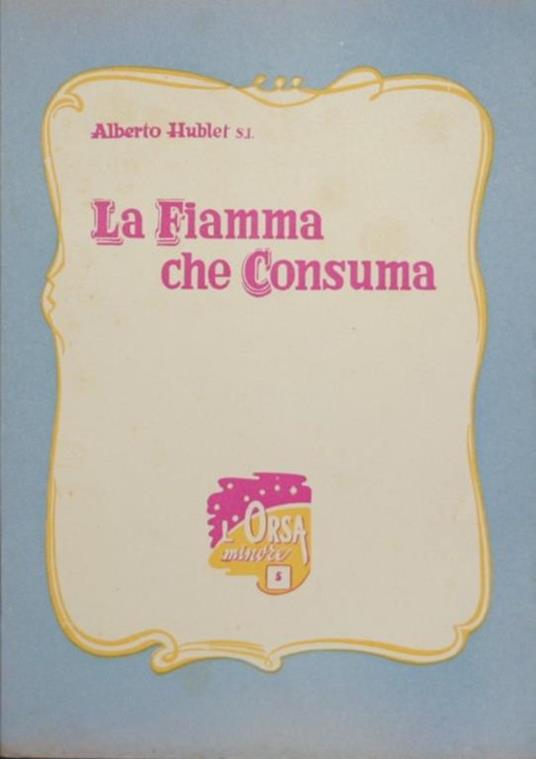 Alberto Hublet S.I.
La Fiamma
che Consuma
L'Orsa
minore
5